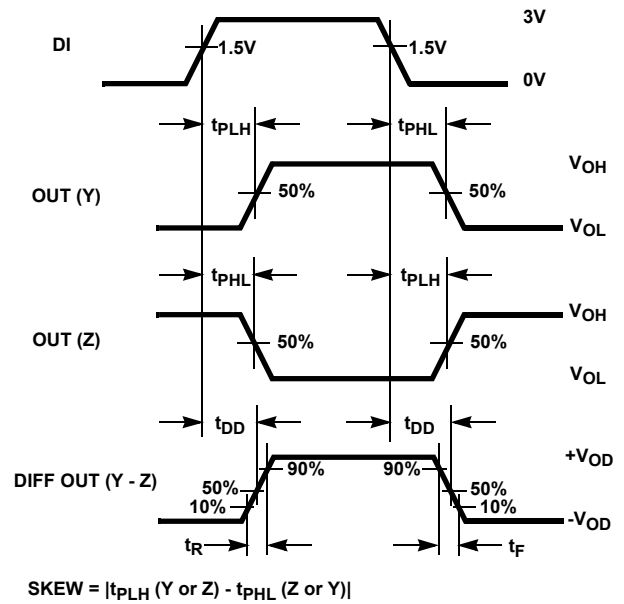 3V
DI
1.5V
1.5V
0V
tPLH
tPHL
VOH
OUT (Y)
50%
50%
VOL
tPHL
tPLH
VOH
OUT (Z)
50%
50%
VOL
tDD
tDD
+VOD
90%
90%
DIFF OUT (Y - Z)
50%
50%
10%
10%
-VOD
tR
tF
SKEW = |tPLH (Y or Z) - tPHL (Z or Y)|